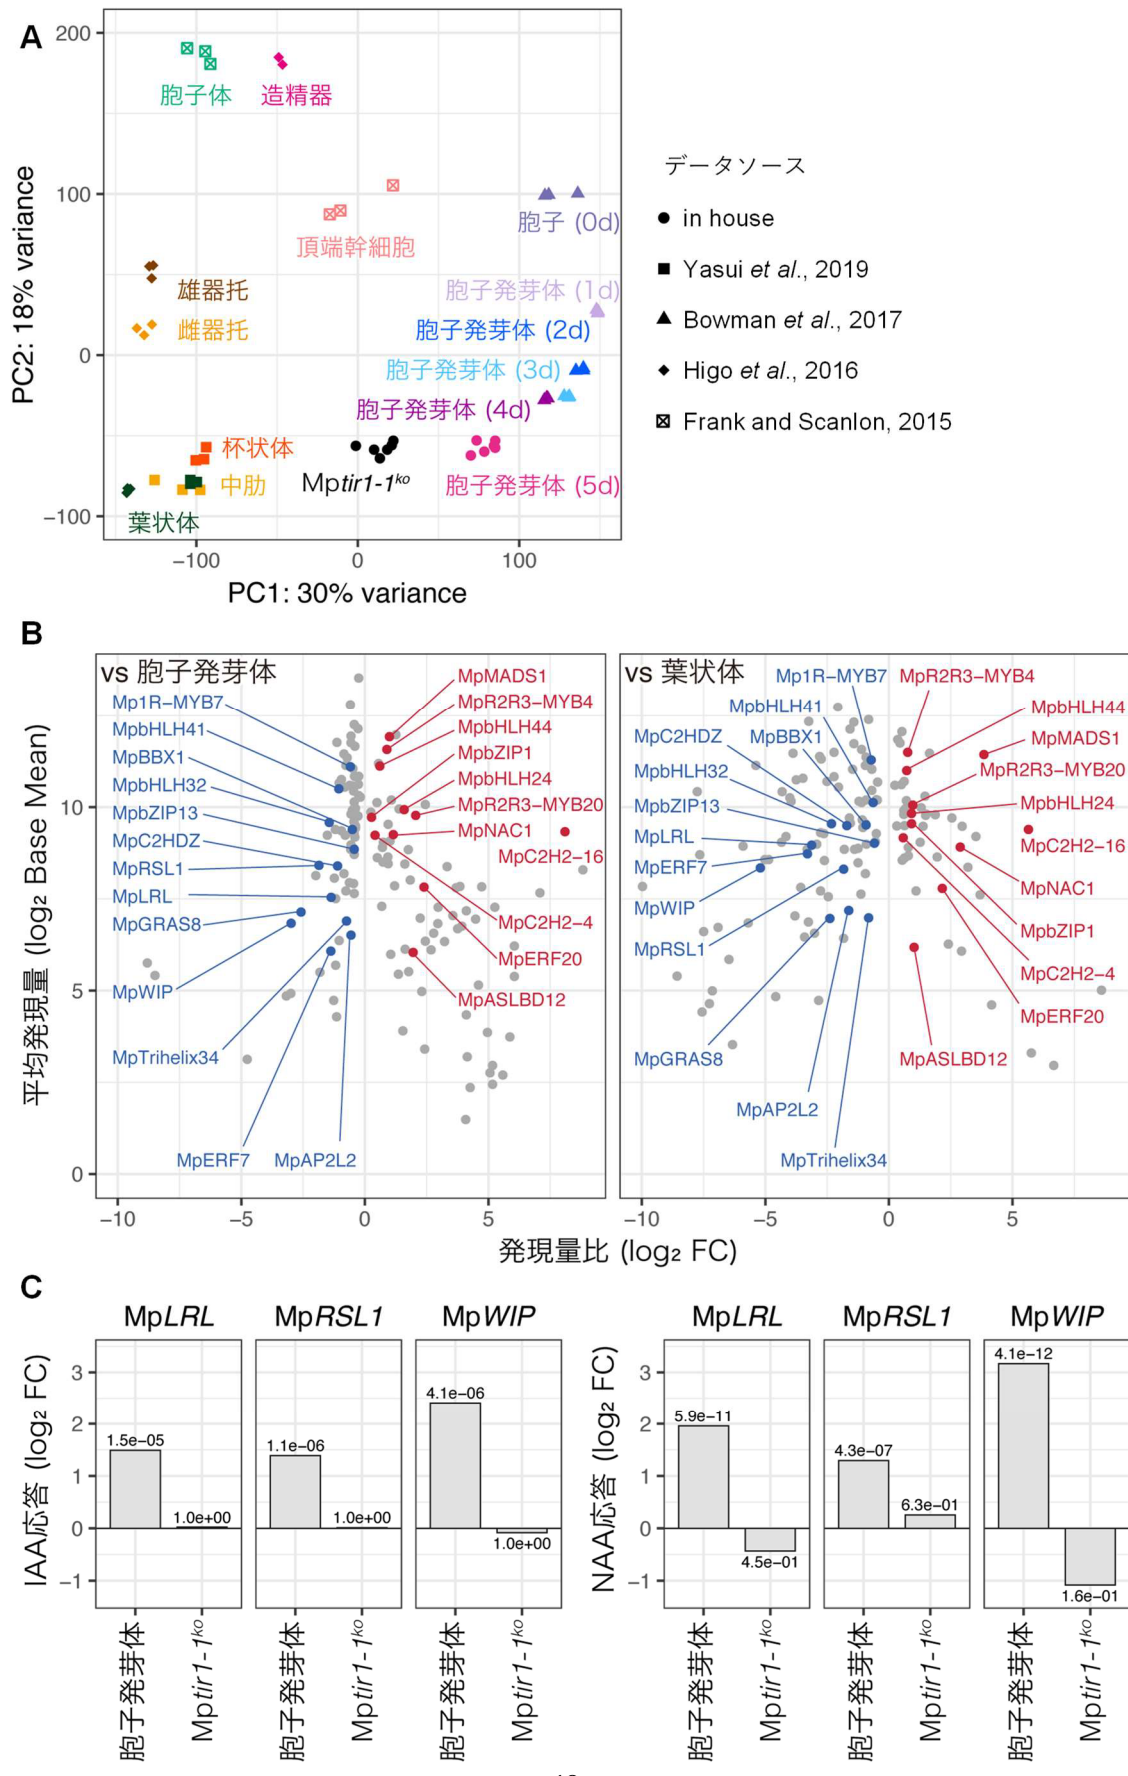 A
200
100
0
−100
PC2: 18% variance
胞子体
造精器
頂端幹細胞
胞子 (0d)
雄器托
雌器托
胞子発芽体 (1d)
胞子発芽体 (2d)
胞子発芽体 (3d)
胞子発芽体 (4d)
杯状体
中肋
Mptir1-1ko
胞子発芽体 (5d)
葉状体
−100
0
100
PC1: 30% variance
データソース
in house
Yasui et al., 2019
Bowman et al., 2017
Higo et al., 2016
Frank and Scanlon, 2015
B
平均発現量 (log₂ Base Mean)
10
5
0
vs 胞子発芽体
Mp1R−MYB7
MpbHLH41
MpBBX1
MpbHLH32
MpbZIP13
MpC2HDZ
MpRSL1
MpLRL
MpGRAS8
MpWIP
MpTrihelix34
MpERF7
MpAP2L2
MpMADS1
MpR2R3−MYB4
MpbHLH44
MpbZIP1
MpbHLH24
MpR2R3−MYB20
MpNAC1
MpC2H2−16
MpC2H2−4
MpERF20
MpASLBD12
−10
−5
0
5
vs 葉状体
Mp1R−MYB7
MpbHLH41
MpC2HDZ
MpBBX1
MpbHLH32
MpbZIP13
MpLRL
MpERF7
MpWIP
MpRSL1
MpGRAS8
MpAP2L2
MpTrihelix34
MpR2R3−MYB4
MpbHLH44
MpMADS1
MpR2R3−MYB20
MpbHLH24
MpC2H2−16
MpNAC1
MpbZIP1
MpC2H2−4
MpERF20
MpASLBD12
−10
−5
0
5
発現量比 (log₂ FC)
C
IAA応答 (log₂ FC)
3
2
1
0
−1
MpLRL
1.5e−05
1.0e+00
胞子発芽体
Mptir1-1ko
MpRSL1
1.1e−06
1.0e+00
胞子発芽体
Mptir1-1ko
MpWIP
4.1e−06
1.0e+00
胞子発芽体
Mptir1-1ko
NAA応答 (log₂ FC)
3
2
1
0
−1
MpLRL
5.9e−11
4.5e−01
胞子発芽体
Mptir1-1ko
MpRSL1
4.3e−07
6.3e−01
胞子発芽体
Mptir1-1ko
MpWIP
4.1e−12
1.6e−01
胞子発芽体
Mptir1-1ko